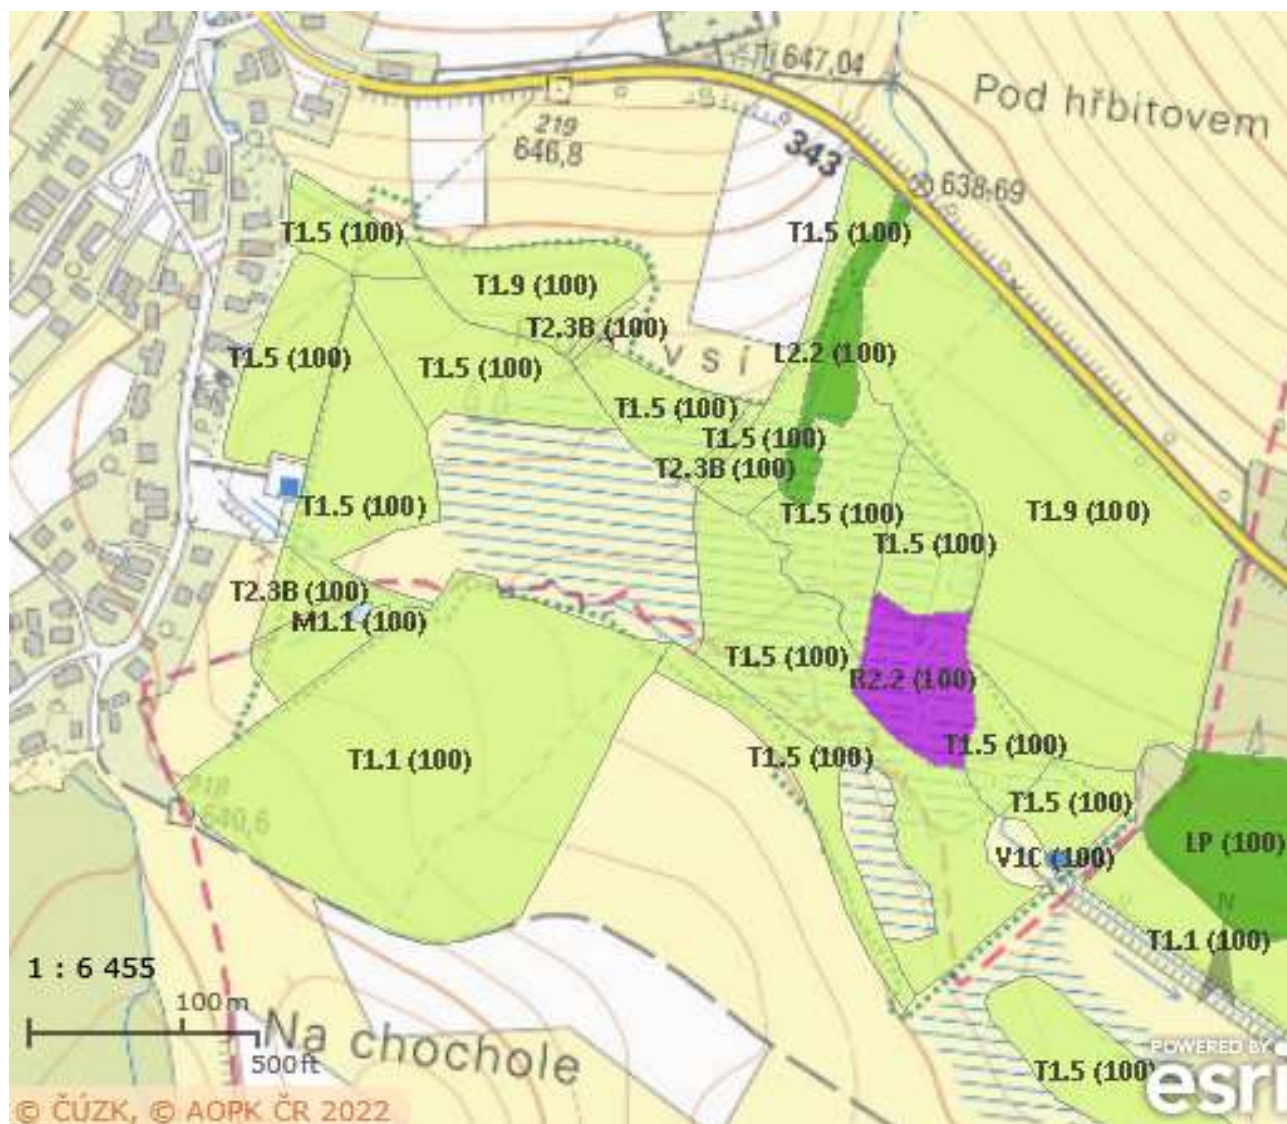 647,04
Pod hřbitovem
219
646,8
343
638,69
T1.5 (100)
T1.5 (100)
T1.9 (100)
T2.3B (100)
VSÍ
T1.5 (100)
T1.5 (100)
L2.2 (100)
T1.5 (100)
T1.5 (100)
T2.3B (100)
T1.5 (100)
T1.5 (100)
T1.9 (100)
T1.5 (100)
T2.3B (100)
M1.1 (100)
T1.5 (100)
R2.2 (100)
T1.1 (100)
T1.5 (100)
T1.5 (100)
T1.5 (100)
218
640,6
LP (100)
V1C (100)
T1.1 (100)
1 : 6 455
100 m
500 ft
Na chochole
T1.5 (100)
POWERED BY
esri
© ČÚZK, © AOPK ČR 2022